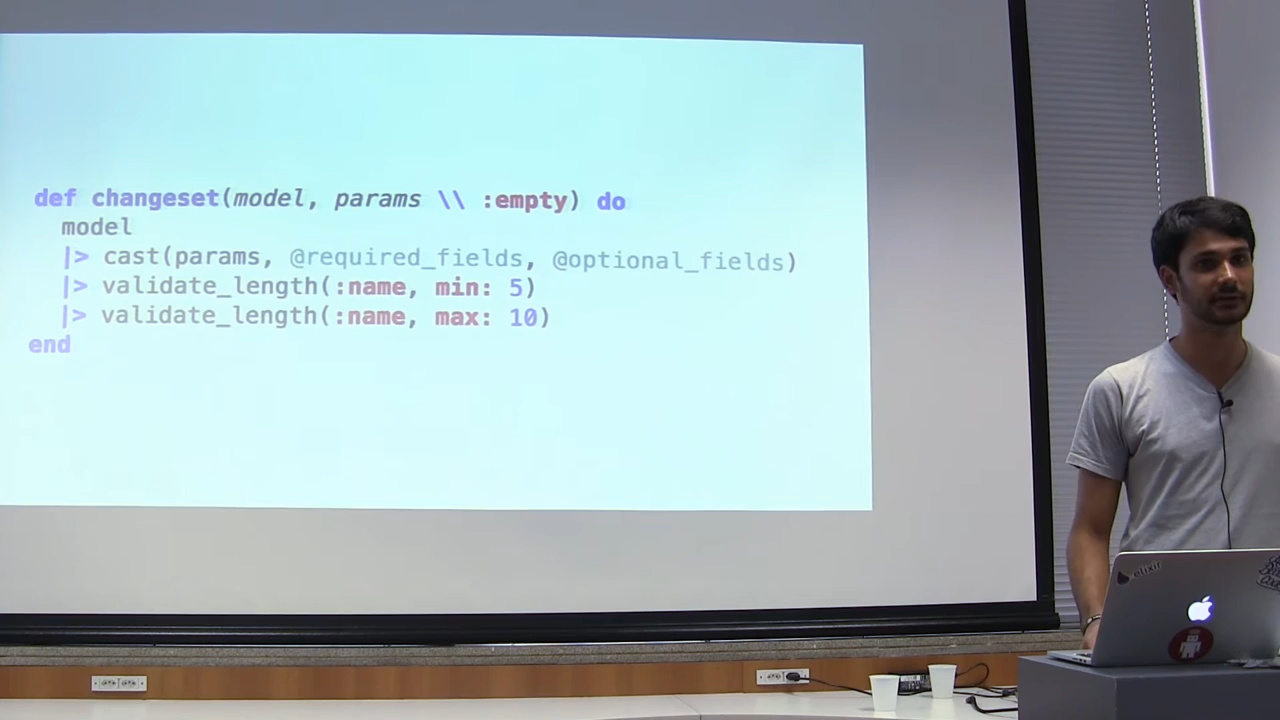 def changeset(model, params \\ :empty) do
model
|> cast(params, @required_fields, @optional_fields)
|> validate_length(:name, min: 5)
|> validate_length(:name, max: 10)
end
elixir